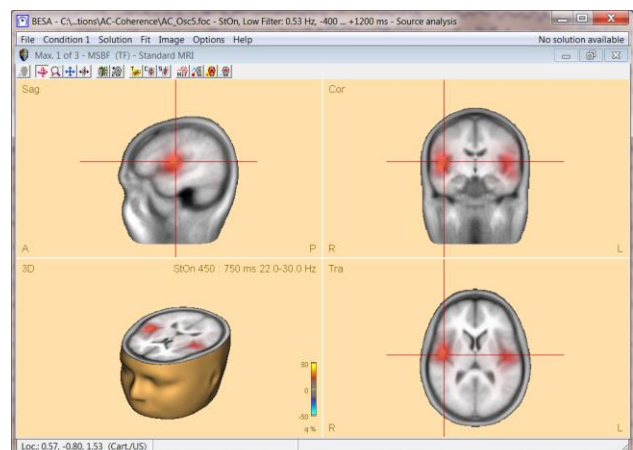 BESA - C:\...tions\AC-Coherence\AC_Osc5.foc - StOn, Low Filter: 0.53 Hz, -400 ... +1200 ms - Source analysis
File Condition 1 Solution Fit Image Options Help No solution available
Max. 1 of 3 - MSBF (TF) - Standard MRI
Sag
Cor
A P
R L
3D StOn 450 : 750 ms 22.0-30.0 Hz
Tra
50
0
-50
q %
R L
Loc.: 0.57, -0.80, 1.53 (Cart./US)